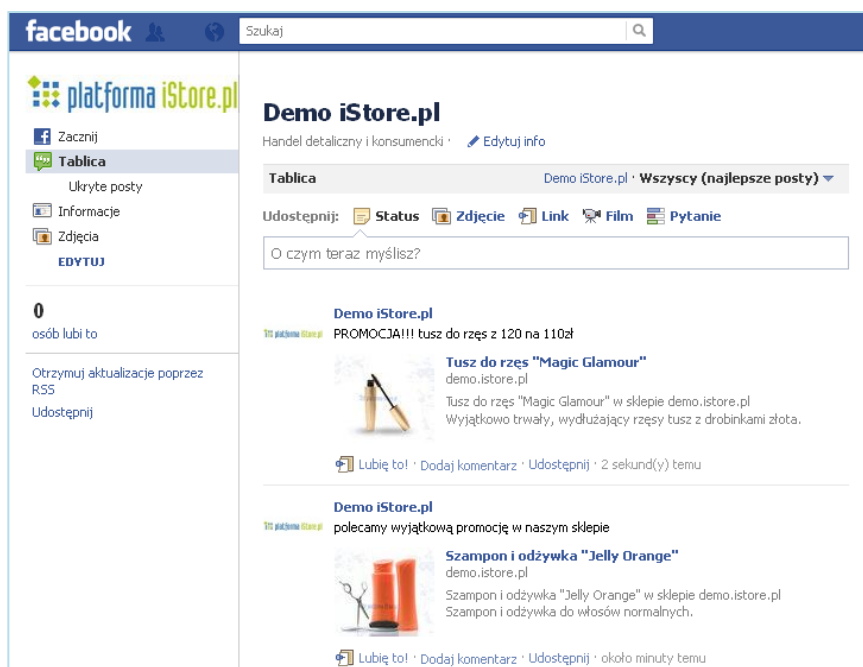 facebook
Szukaj
platforma iStore.pl
Zacznij
Tablica
Ukryte posty
Informacje
Zdjęcia
EDYTUJ
0
osób lubi to
Otrzymuj aktualizacje poprzez
RSS
Udostępnij
Demo iStore.pl
Handel detaliczny i konsumencki · Edytuj info
Tablica Demo iStore.pl · Wszyscy (najlepsze posty)
Udostępnij: Status Zdjęcie Link Film Pytanie
O czym teraz myślisz?
Demo iStore.pl
platforma iStore.pl PROMOCJA!!! tusz do rzęs z 120 na 110zł
Tusz do rzęs "Magic Glamour"
demo.istore.pl
Tusz do rzęs "Magic Glamour" w sklepie demo.istore.pl
Wyjątkowo trwały, wydłużający rzęsy tusz z drobinkami złota.
Lubię to! · Dodaj komentarz · Udostępnij · 2 sekund(y) temu
Demo iStore.pl
platforma iStore.pl polecamy wyjątkową promocję w naszym sklepie
Szampon i odżywka "Jelly Orange"
demo.istore.pl
Szampon i odżywka "Jelly Orange" w sklepie demo.istore.pl
Szampon i odżywka do włosów normalnych.
Lubię to! · Dodaj komentarz · Udostępnij · około minuty temu